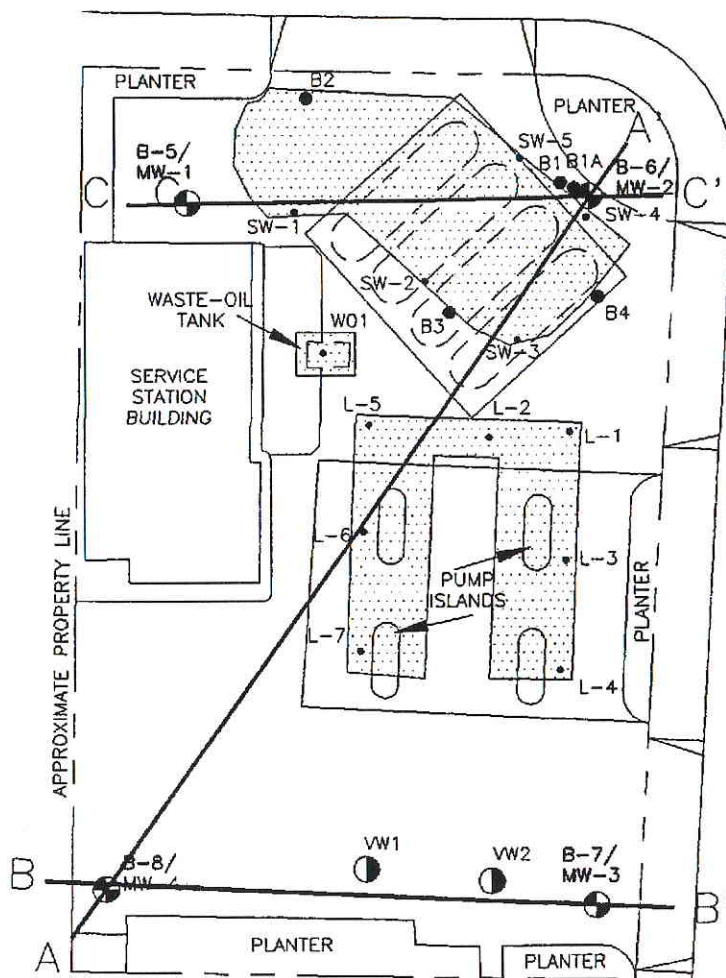 PLANTER
B2
PLANTER
A'
SW-5
B1
B1A
B-5/
MW-1
B-6/
MW-2
C
C
C'
SW-1
SW-4
SW-2
WASTE-OIL
TANK
WO1
B3
B4
SW-3
SERVICE
STATION
BUILDING
L-5
L-2
L-1
L-6
L-3
PUMP
ISLANDS
PLANTER
L-7
L-4
APPROXIMATE PROPERTY LINE
B-8/
VW1
VW2
B-7/
MW-3
B
B
A
PLANTER
PLANTER